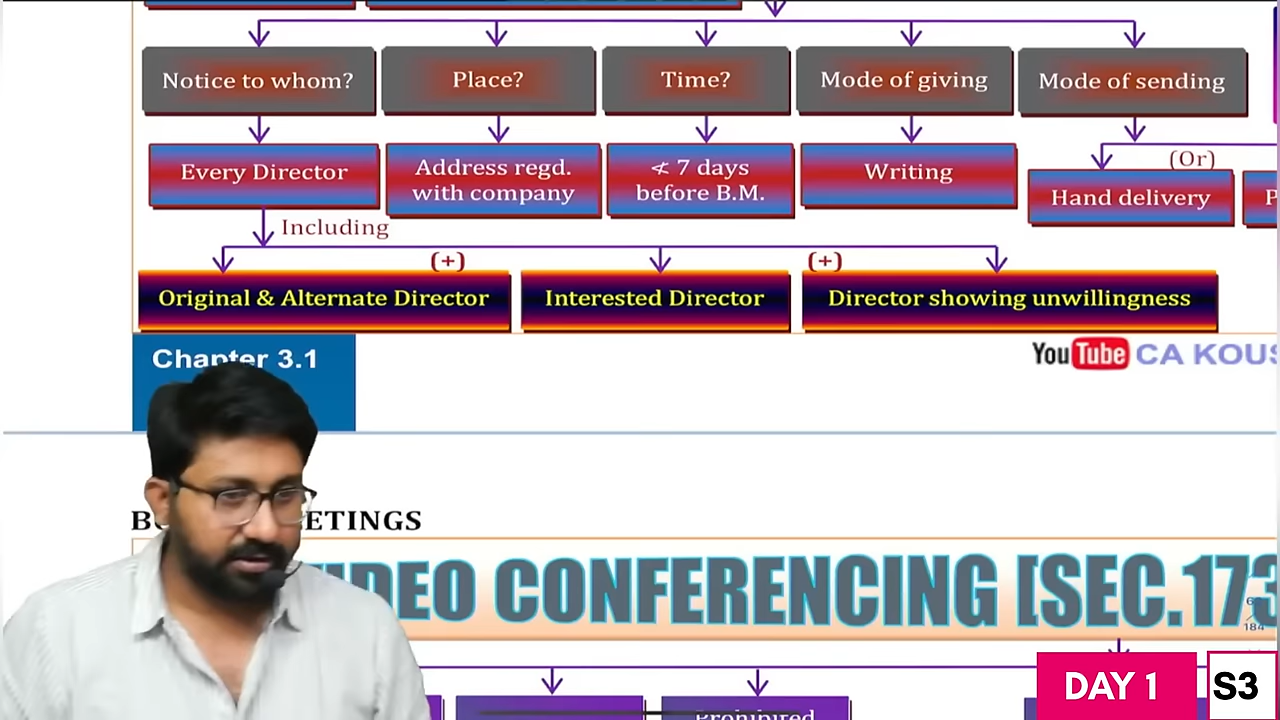 Notice to whom?
Place?
Time?
Mode of giving
Mode of sending
Every Director
Address regd.
with company
≮ 7 days
before B.M.
Writing
(Or)
Hand delivery
P
Including
(+)
(+)
Original & Alternate Director
Interested Director
Director showing unwillingness
Chapter 3.1
YouTube CA KOUS
ETINGS
DEO CONFERENCING [SEC.173
184
Prohibited
DAY 1
S3